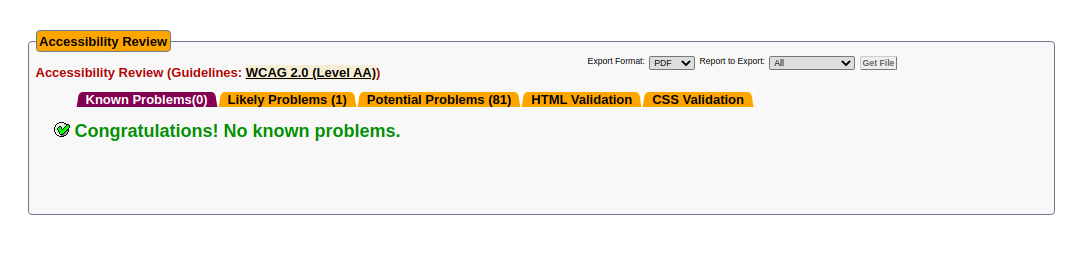 Accessibility Review
Export Format: PDF Report to Export: All Get File
Accessibility Review (Guidelines: WCAG 2.0 (Level AA))
Known Problems(0) Likely Problems (1) Potential Problems (81) HTML Validation CSS Validation
Congratulations! No known problems.